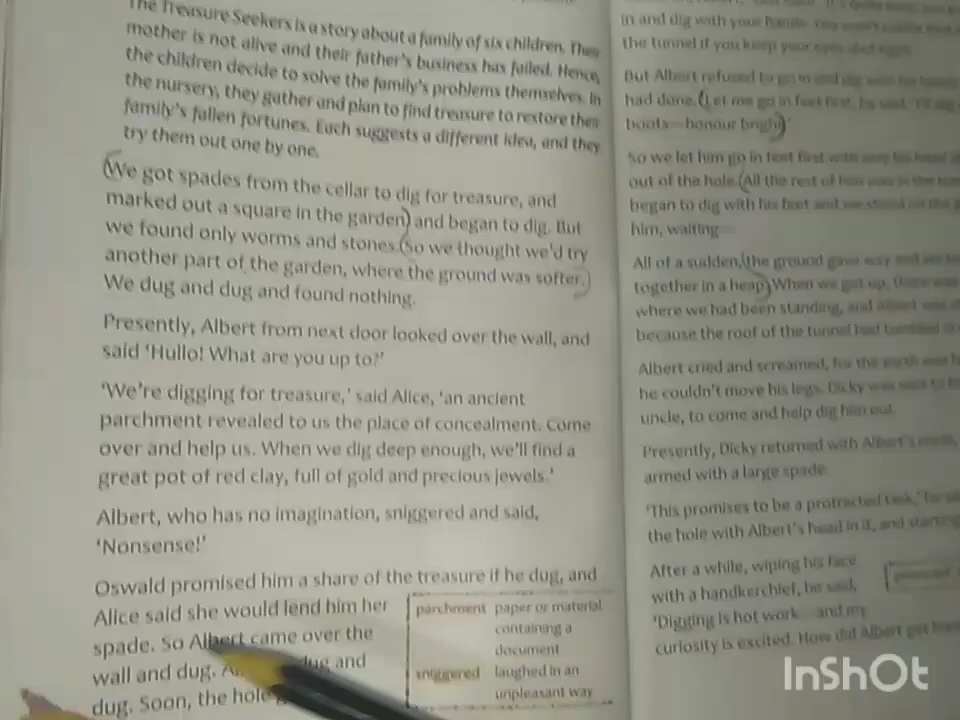 The Treasure Seekers is a story about a family of six children. Their
mother is not alive and their father's business has failed. Hence,
the children decide to solve the family's problems themselves. In
the nursery, they gather and plan to find treasure to restore their
family's fallen fortunes. Each suggests a different idea, and they
try them out one by one.
We got spades from the cellar to dig for treasure, and
marked out a square in the garden and began to dig. But
we found only worms and stones. So we thought we'd try
another part of the garden, where the ground was softer.
We dug and dug and found nothing.
Presently, Albert from next door looked over the wall, and
said 'Hullo! What are you up to?'
'We're digging for treasure,' said Alice, 'an ancient
parchment revealed to us the place of concealment. Come
over and help us. When we dig deep enough, we'll find a
great pot of red clay, full of gold and precious jewels.'
Albert, who has no imagination, sniggered and said,
'Nonsense!'
Oswald promised him a share of the treasure if he dug, and
Alice said she would lend him her
spade. So Albert came over the
wall and dug. dug and
dug. Soon, the hole
parchment paper or material
containing a
document
sniggered laughed in an
unpleasant way
in and dig with your hands.
the tunnel if you keep your eyes shut tight.
But Albert refused to go in and dig with his
had done. 'Let me go in feet first, he said. 'I'll dig
boots—honour bright.'
So we let him go in feet first with only his head
out of the hole. All the rest of him was in the
began to dig with his feet and we stood on the
him, waiting—
All of a sudden, the ground gave way and we
together in a heap. When we got up, there was
where we had been standing, and Albert was
because the roof of the tunnel had tumbled
Albert cried and screamed, for the earth was
he couldn't move his legs. Dicky was sent to
uncle, to come and help dig him out.
Presently, Dicky returned with Albert's uncle,
armed with a large spade.
'This promises to be a protracted task,' he
the hole with Albert's head in it, and starting
After a while, wiping his face
with a handkerchief, he said,
'Digging is hot work—and my
curiosity is excited. How did Albert get
InShOt